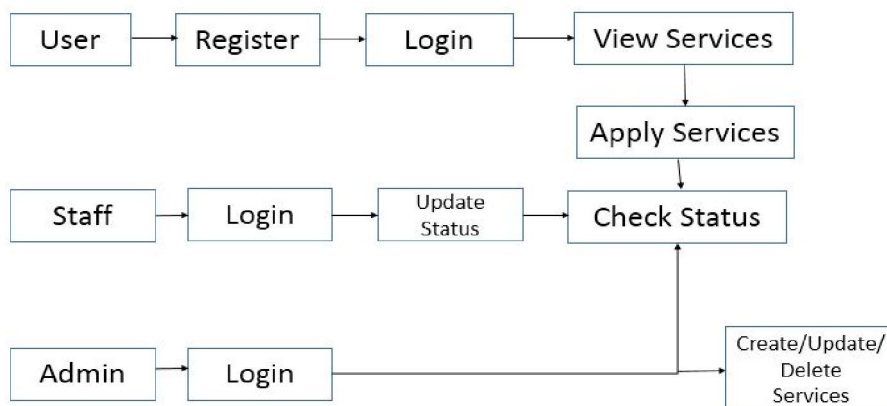 User
Register
Login
View Services
Apply Services
Staff
Login
Update
Status
Check Status
Admin
Login
Create/Update/
Delete
Services